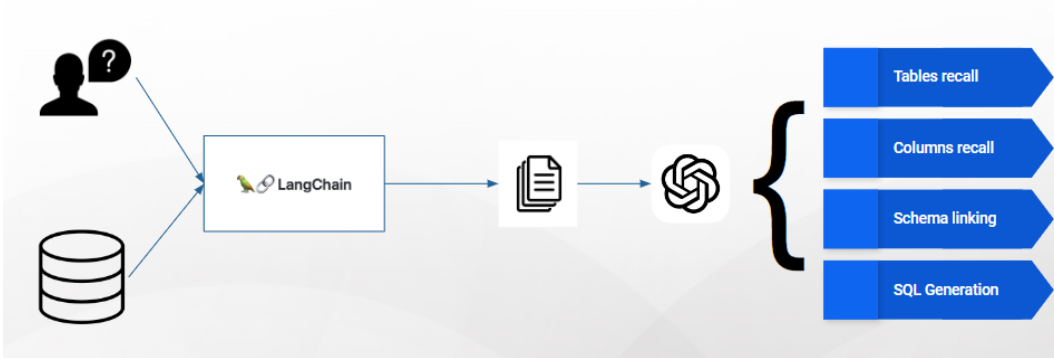 ?
🦜🔗 LangChain
Tables recall
Columns recall
Schema linking
SQL Generation